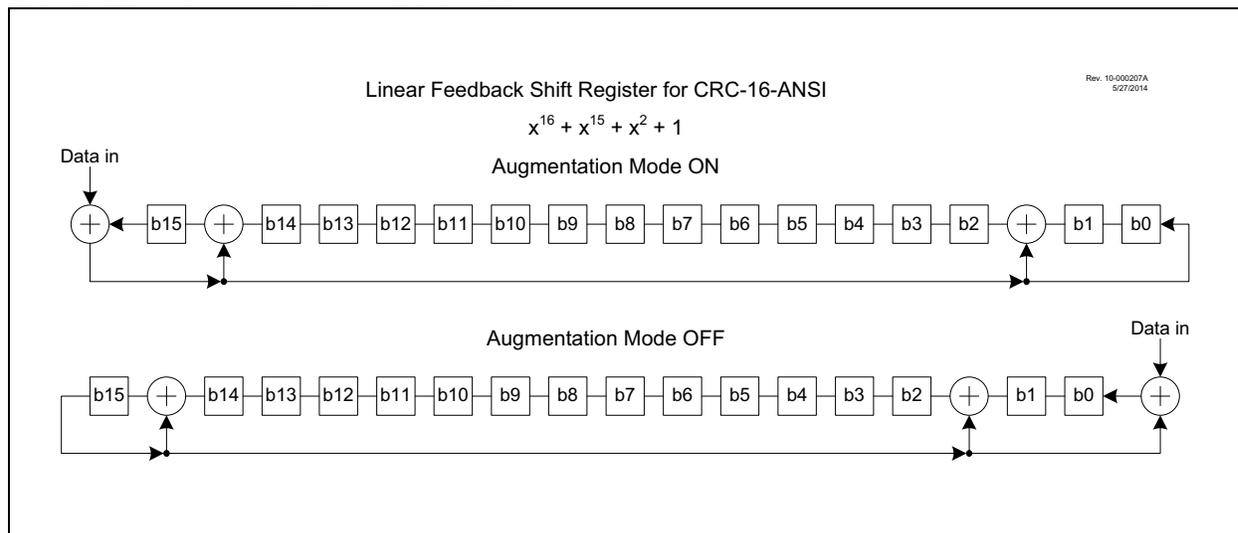 Rev. 10-000207A
5/27/2014
Linear Feedback Shift Register for CRC-16-ANSI
x¹⁶ + x¹⁵ + x² + 1
Augmentation Mode ON
Data in
b15 b14 b13 b12 b11 b10 b9 b8 b7 b6 b5 b4 b3 b2 b1 b0
Augmentation Mode OFF
Data in
b15 b14 b13 b12 b11 b10 b9 b8 b7 b6 b5 b4 b3 b2 b1 b0